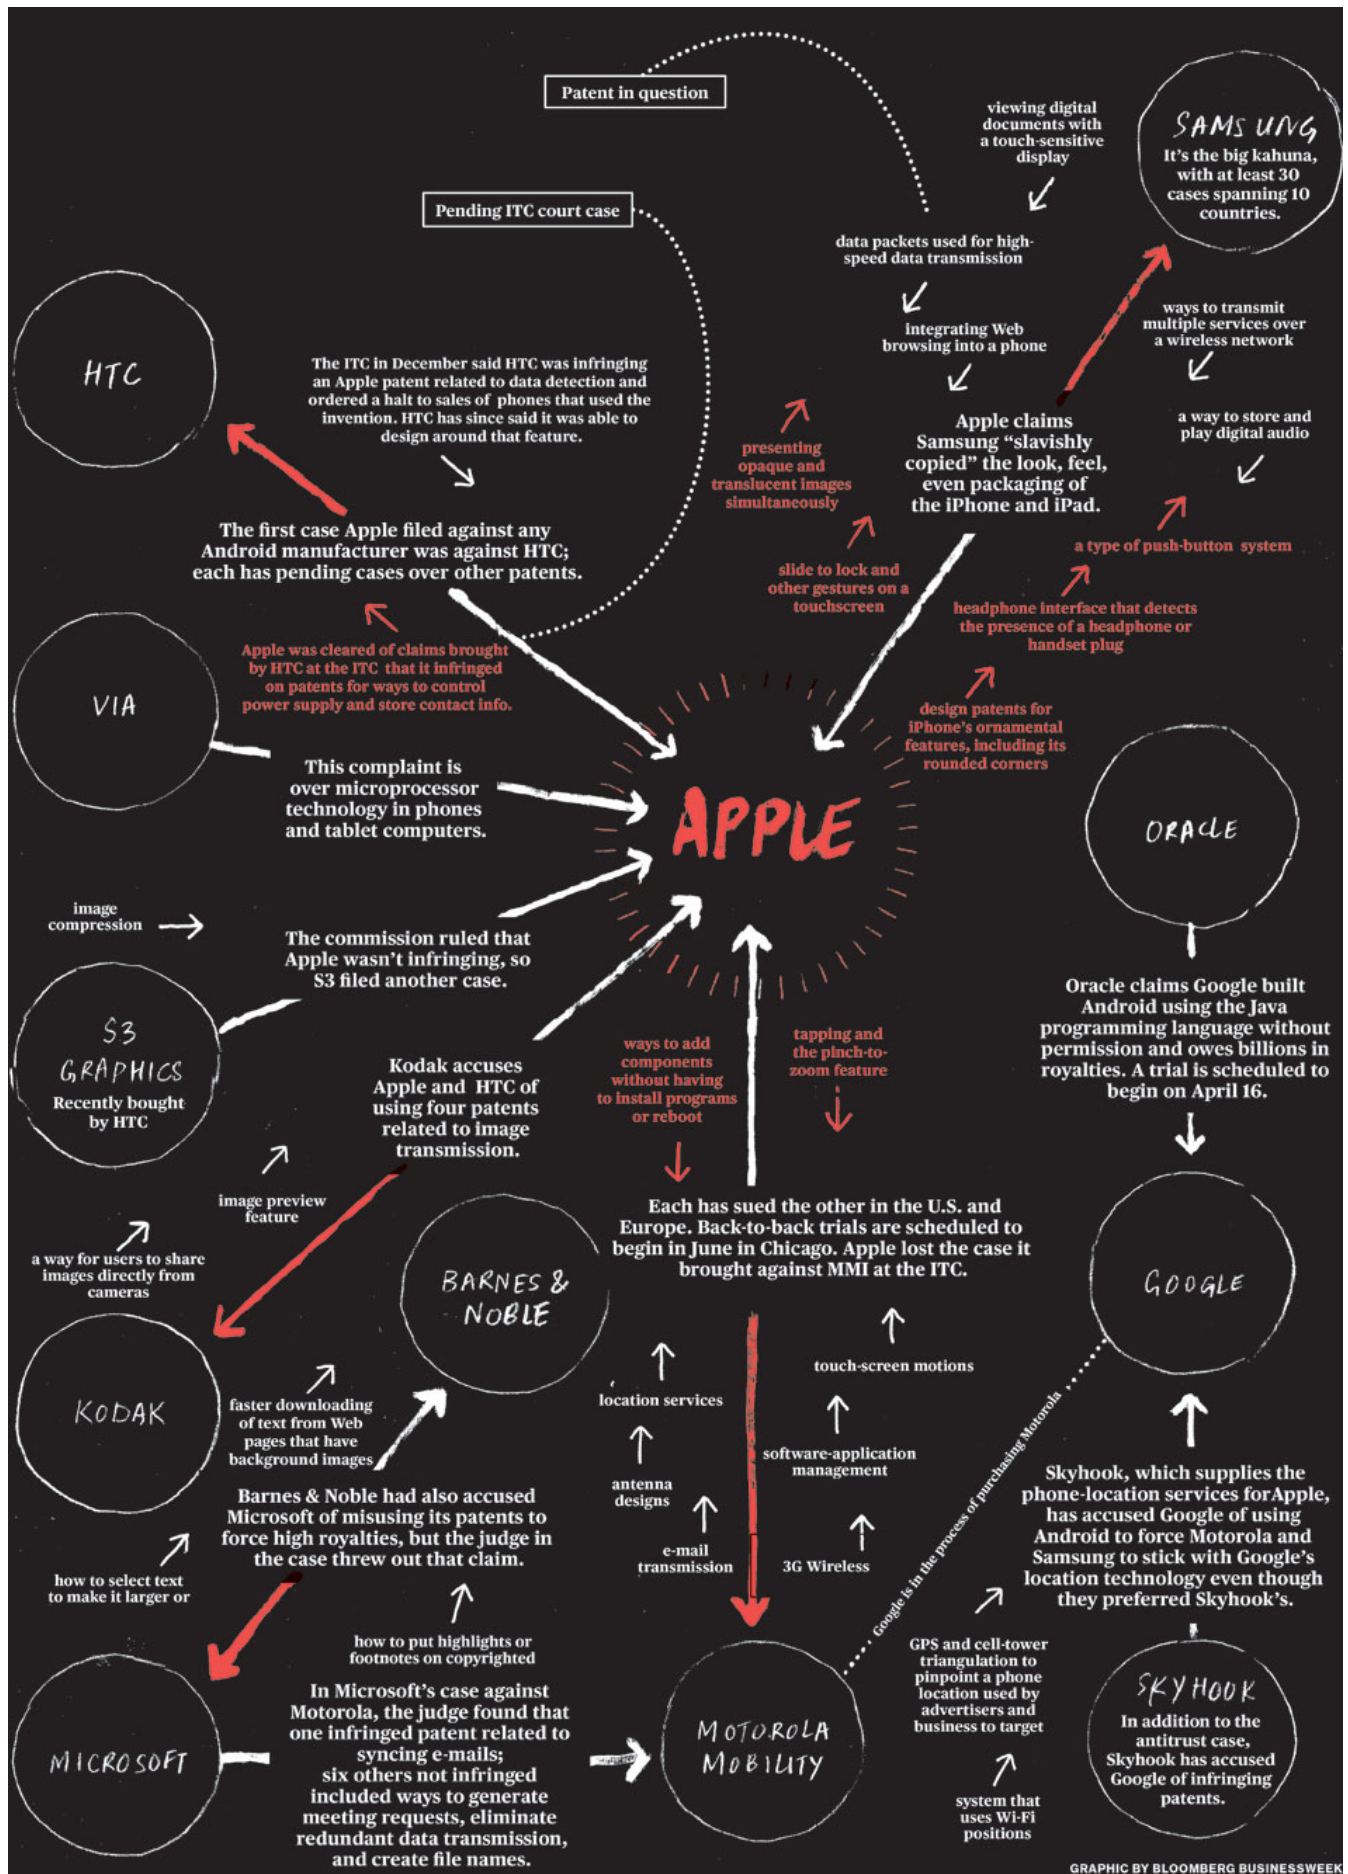 Patent in question
viewing digital
documents with
a touch-sensitive
display
SAMSUNG
It's the big kahuna,
with at least 30
cases spanning 10
countries.
Pending ITC court case
data packets used for high-
speed data transmission
integrating Web
browsing into a phone
ways to transmit
multiple services over
a wireless network
HTC
The ITC in December said HTC was infringing
an Apple patent related to data detection and
ordered a halt to sales of phones that used the
invention. HTC has since said it was able to
design around that feature.
Apple claims
Samsung “slavishly
copied” the look, feel,
even packaging of
the iPhone and iPad.
a way to store and
play digital audio
presenting
opaque and
translucent images
simultaneously
The first case Apple filed against any
Android manufacturer was against HTC;
each has pending cases over other patents.
a type of push-button system
slide to lock and
other gestures on a
touchscreen
headphone interface that detects
the presence of a headphone or
handset plug
Apple was cleared of claims brought
by HTC at the ITC that it infringed
on patents for ways to control
power supply and store contact info.
VIA
design patents for
iPhone's ornamental
features, including its
rounded corners
This complaint is
over microprocessor
technology in phones
and tablet computers.
APPLE
ORACLE
image
compression
The commission ruled that
Apple wasn't infringing, so
S3 filed another case.
Oracle claims Google built
Android using the Java
programming language without
permission and owes billions in
royalties. A trial is scheduled to
begin on April 16.
S3
GRAPHICS
Recently bought
by HTC
Kodak accuses
Apple and HTC of
using four patents
related to image
transmission.
ways to add
components
without having
to install programs
or reboot
tapping and
the pinch-to-
zoom feature
image preview
feature
Each has sued the other in the U.S. and
Europe. Back-to-back trials are scheduled to
begin in June in Chicago. Apple lost the case it
brought against MMI at the ITC.
a way for users to share
images directly from
cameras
BARNES &
NOBLE
GOOGLE
touch-screen motions
location services
KODAK
faster downloading
of text from Web
pages that have
background images
software-application
management
antenna
designs
Google is in the process of purchasing Motorola
Skyhook, which supplies the
phone-location services forApple,
has accused Google of using
Android to force Motorola and
Samsung to stick with Google's
location technology even though
they preferred Skyhook's.
Barnes & Noble had also accused
Microsoft of misusing its patents to
force high royalties, but the judge in
the case threw out that claim.
e-mail
transmission
3G Wireless
how to select text
to make it larger or
how to put highlights or
footnotes on copyrighted
GPS and cell-tower
triangulation to
pinpoint a phone
location used by
advertisers and
business to target
MICROSOFT
In Microsoft's case against
Motorola, the judge found that
one infringed patent related to
syncing e-mails;
six others not infringed
included ways to generate
meeting requests, eliminate
redundant data transmission,
and create file names.
MOTOROLA
MOBILITY
SKYHOOK
In addition to the
antitrust case,
Skyhook has accused
Google of infringing
patents.
system that
uses Wi-Fi
positions
GRAPHIC BY BLOOMBERG BUSINESSWEEK